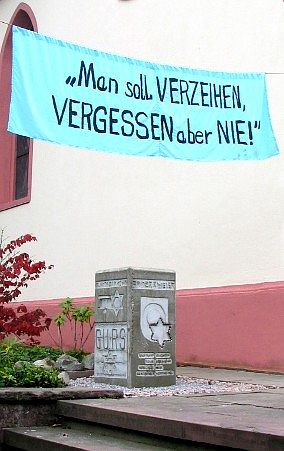 „Man soll VERZEIHEN,
VERGESSEN aber NIE!“
GURS